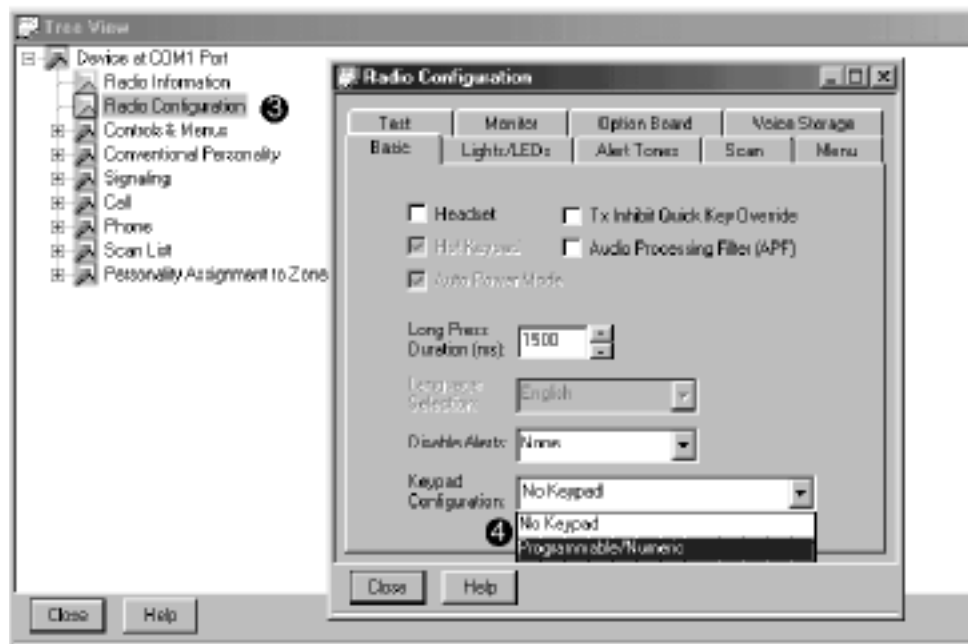 Tree View
Device at COM1 Port
Radio Information
Radio Configuration
3
Controls & Menus
Conventional Personality
Signaling
Call
Phone
Scan List
Personality Assignment to Zone
Close
Help
Radio Configuration
Test
Monitor
Option Board
Voice Storage
Basic
Lights/LEDs
Alert Tones
Scan
Menu
Headset
Tx Inhibit Quick Key Override
Hot Keypad
Audio Processing Filter (APF)
Auto Power Mode
Long Press
Duration (ms):
1500
Language
Selection:
English
Disable Alerts:
None
Keypad
Configuration:
No Keypad
4
No Keypad
Programmable/Numeric
Close
Help